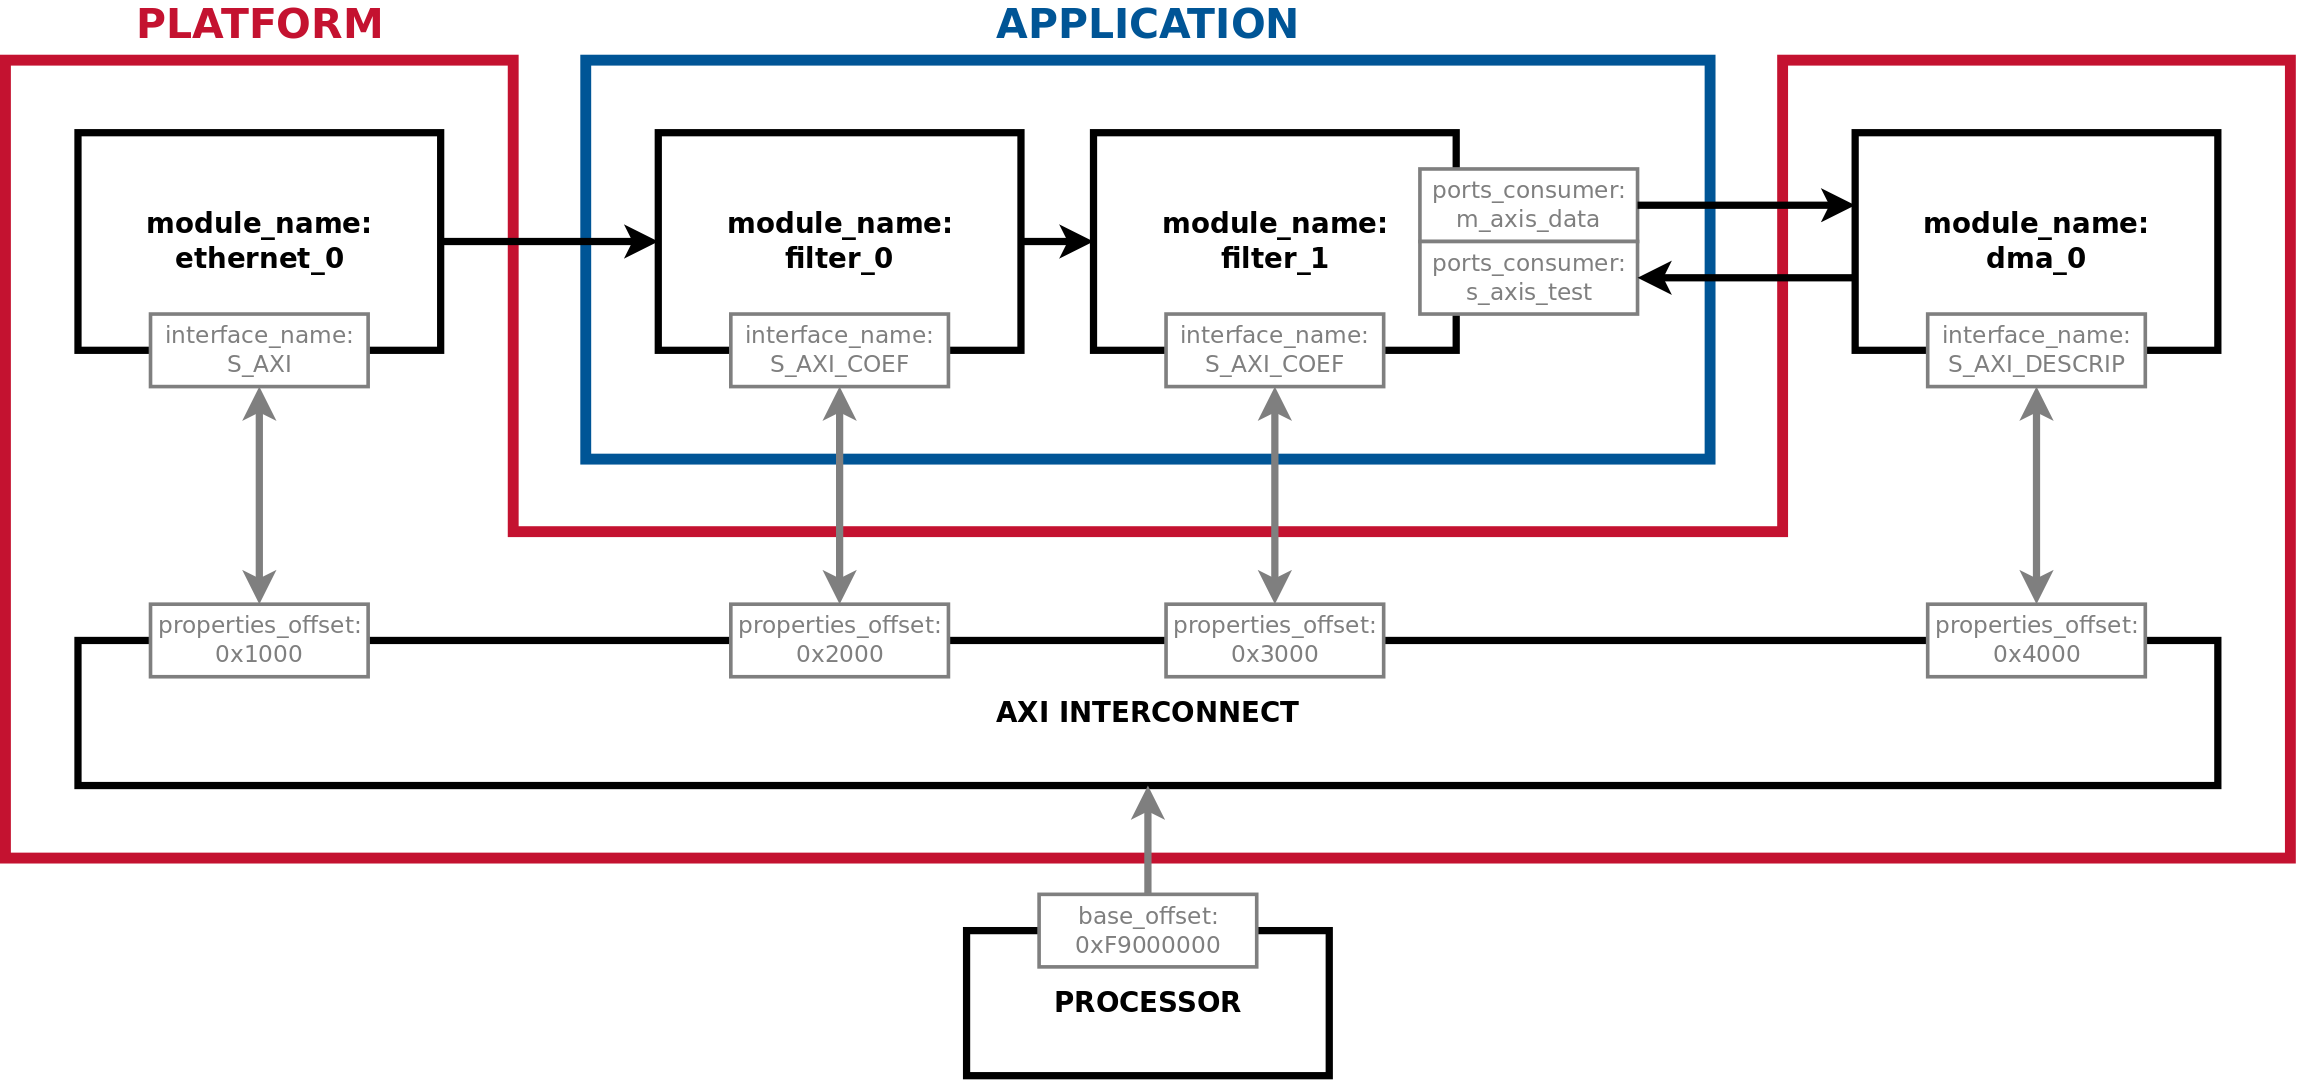 PLATFORM
APPLICATION
module_name:
ethernet_0
module_name:
filter_0
module_name:
filter_1
ports_consumer:
m_axis_data
ports_consumer:
s_axis_test
module_name:
dma_0
interface_name:
S_AXI
interface_name:
S_AXI_COEF
interface_name:
S_AXI_COEF
interface_name:
S_AXI_DESCRIP
properties_offset:
0x1000
properties_offset:
0x2000
properties_offset:
0x3000
properties_offset:
0x4000
AXI INTERCONNECT
base_offset:
0xF9000000
PROCESSOR